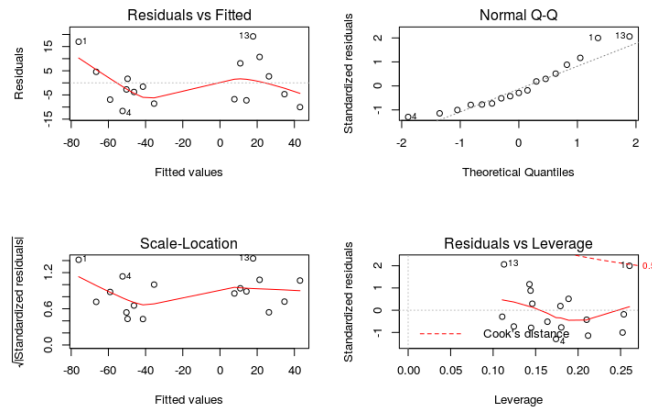 Residuals vs Fitted
Residuals
15
5
-5
-15
1
13
4
-80 -60 -40 -20 0 20 40
Fitted values
Normal Q-Q
Standardized residuals
2
1
0
-1
1
13
4
-2 -1 0 1 2
Theoretical Quantiles
Scale-Location
√|Standardized residuals|
1.2
0.6
0.0
1
4
13
-80 -60 -40 -20 0 20 40
Fitted values
Residuals vs Leverage
Standardized residuals
2
1
0
-1
13
1
0.5
4
Cook's distance
0.00 0.05 0.10 0.15 0.20 0.25
Leverage